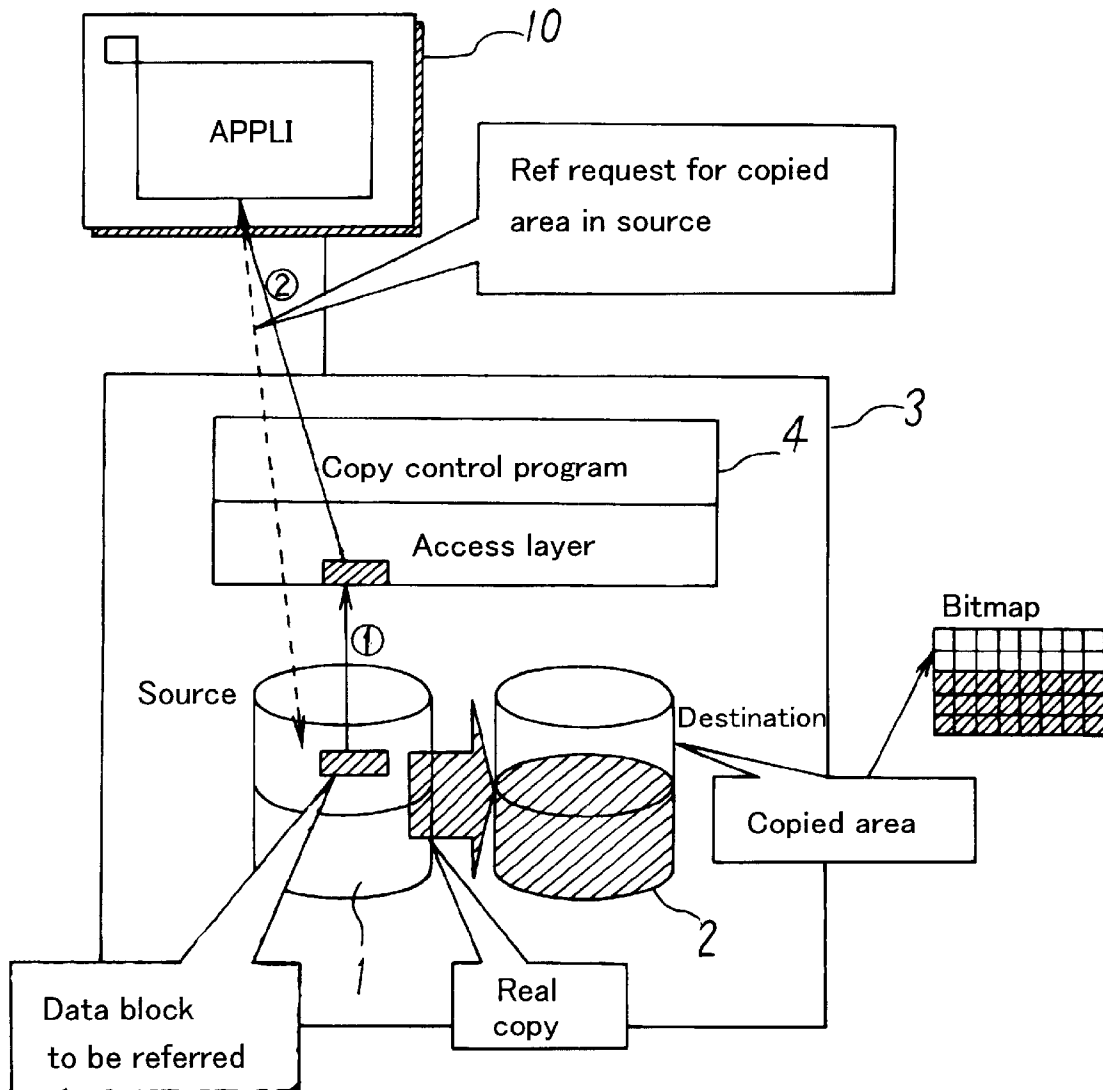 10
APPLI
Ref request for copied
area in source
②
3
4
Copy control program
Access layer
Bitmap
①
Source
Destination
Copied area
2
1
Real
copy
Data block
to be referred